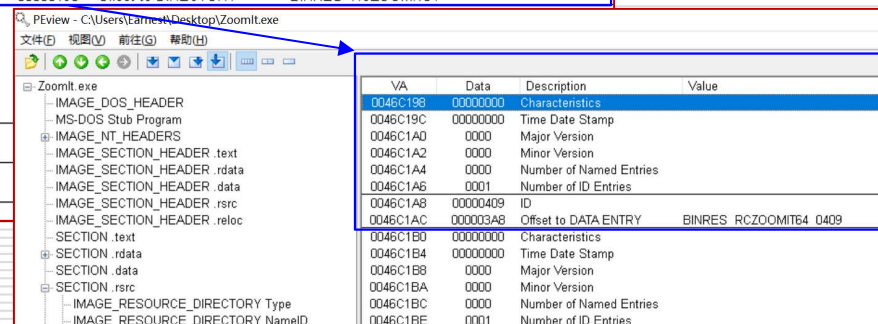 PEview - C:\Users\Earnest\Desktop\ZoomIt.exe
文件(F) 视图(V) 前往(G) 帮助(H)
ZoomIt.exe
IMAGE_DOS_HEADER
MS-DOS Stub Program
IMAGE_NT_HEADERS
IMAGE_SECTION_HEADER .text
IMAGE_SECTION_HEADER .rdata
IMAGE_SECTION_HEADER .data
IMAGE_SECTION_HEADER .rsrc
IMAGE_SECTION_HEADER .reloc
SECTION .text
SECTION .rdata
SECTION .data
SECTION .rsrc
IMAGE_RESOURCE_DIRECTORY Type
IMAGE_RESOURCE_DIRECTORY NameID
VA Data Description Value
0046C198 00000000 Characteristics
0046C19C 00000000 Time Date Stamp
0046C1A0 0000 Major Version
0046C1A2 0000 Minor Version
0046C1A4 0000 Number of Named Entries
0046C1A6 0001 Number of ID Entries
0046C1A8 00000409 ID
0046C1AC 000003A8 Offset to DATA ENTRY BINRES RCZOOMIT64 0409
0046C1B0 00000000 Characteristics
0046C1B4 00000000 Time Date Stamp
0046C1B8 0000 Major Version
0046C1BA 0000 Minor Version
0046C1BC 0000 Number of Named Entries
0046C1BE 0001 Number of ID Entries